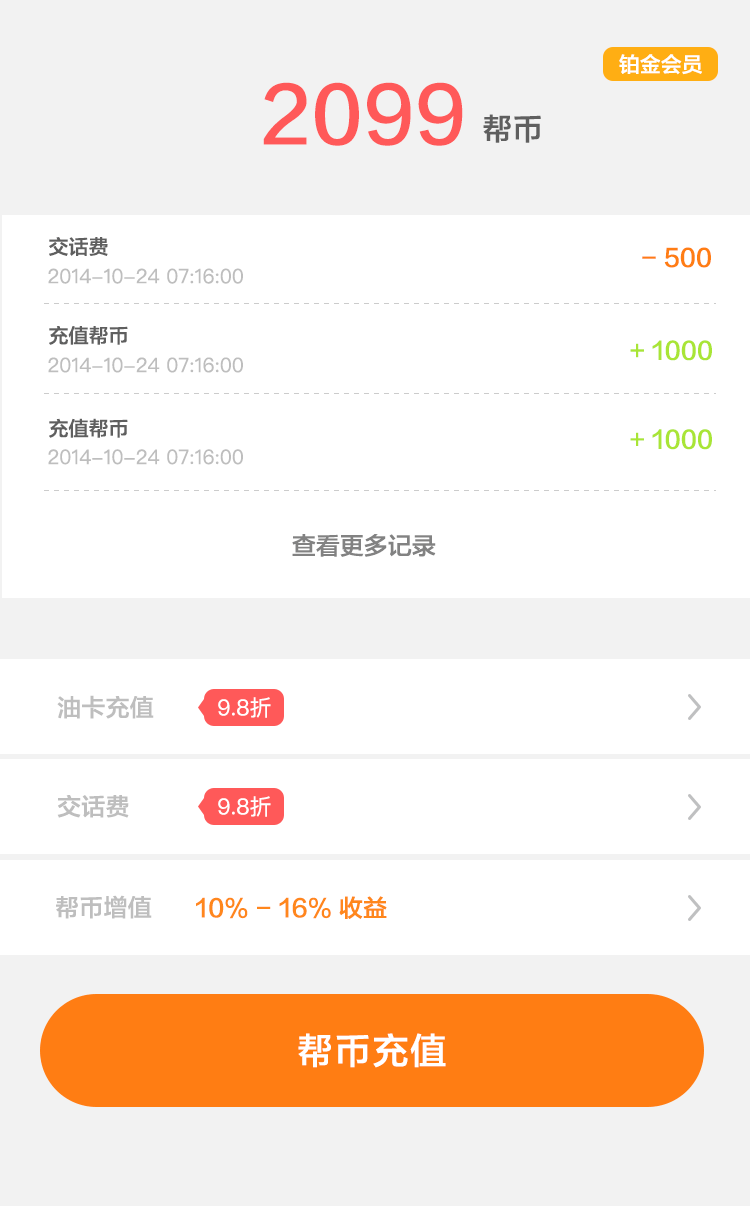 铂金会员
2099 帮币
交话费
2014-10-24 07:16:00
- 500
充值帮币
2014-10-24 07:16:00
+ 1000
充值帮币
2014-10-24 07:16:00
+ 1000
查看更多记录
油卡充值 9.8折
交话费 9.8折
帮币增值 10% - 16% 收益
帮币充值